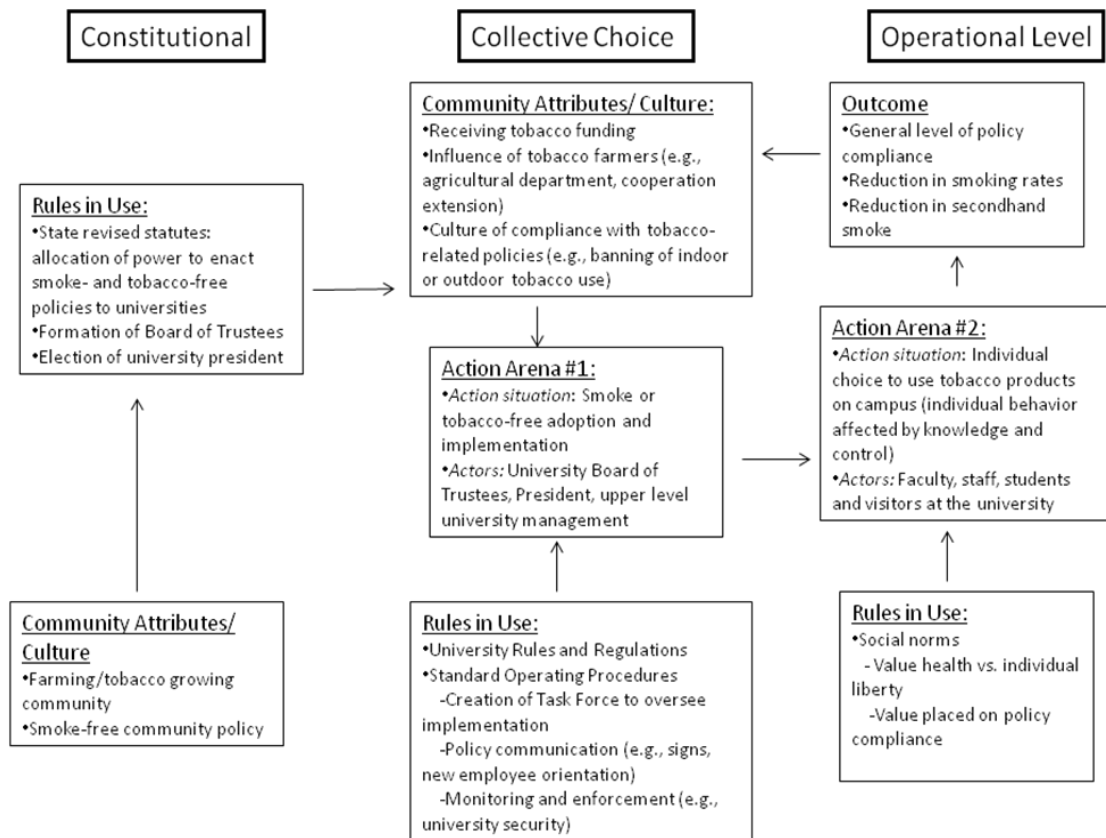 Constitutional
Collective Choice
Operational Level
Rules in Use:
•State revised statutes:
allocation of power to enact
smoke- and tobacco-free
policies to universities
•Formation of Board of Trustees
•Election of university president
Community Attributes/
Culture
•Farming/tobacco growing
community
•Smoke-free community policy
Community Attributes/ Culture:
•Receiving tobacco funding
•Influence of tobacco farmers (e.g.,
agricultural department, cooperation
extension)
•Culture of compliance with tobacco-
related policies (e.g., banning of indoor
or outdoor tobacco use)
Action Arena #1:
•Action situation: Smoke or
tobacco-free adoption and
implementation
•Actors: University Board of
Trustees, President, upper level
university management
Rules in Use:
•University Rules and Regulations
•Standard Operating Procedures
-Creation of Task Force to oversee
implementation
-Policy communication (e.g., signs,
new employee orientation)
-Monitoring and enforcement (e.g.,
university security)
Outcome
•General level of policy
compliance
•Reduction in smoking rates
•Reduction in secondhand
smoke
Action Arena #2:
•Action situation: Individual
choice to use tobacco products
on campus (individual behavior
affected by knowledge and
control)
•Actors: Faculty, staff, students
and visitors at the university
Rules in Use:
•Social norms
-Value health vs. individual
liberty
-Value placed on policy
compliance